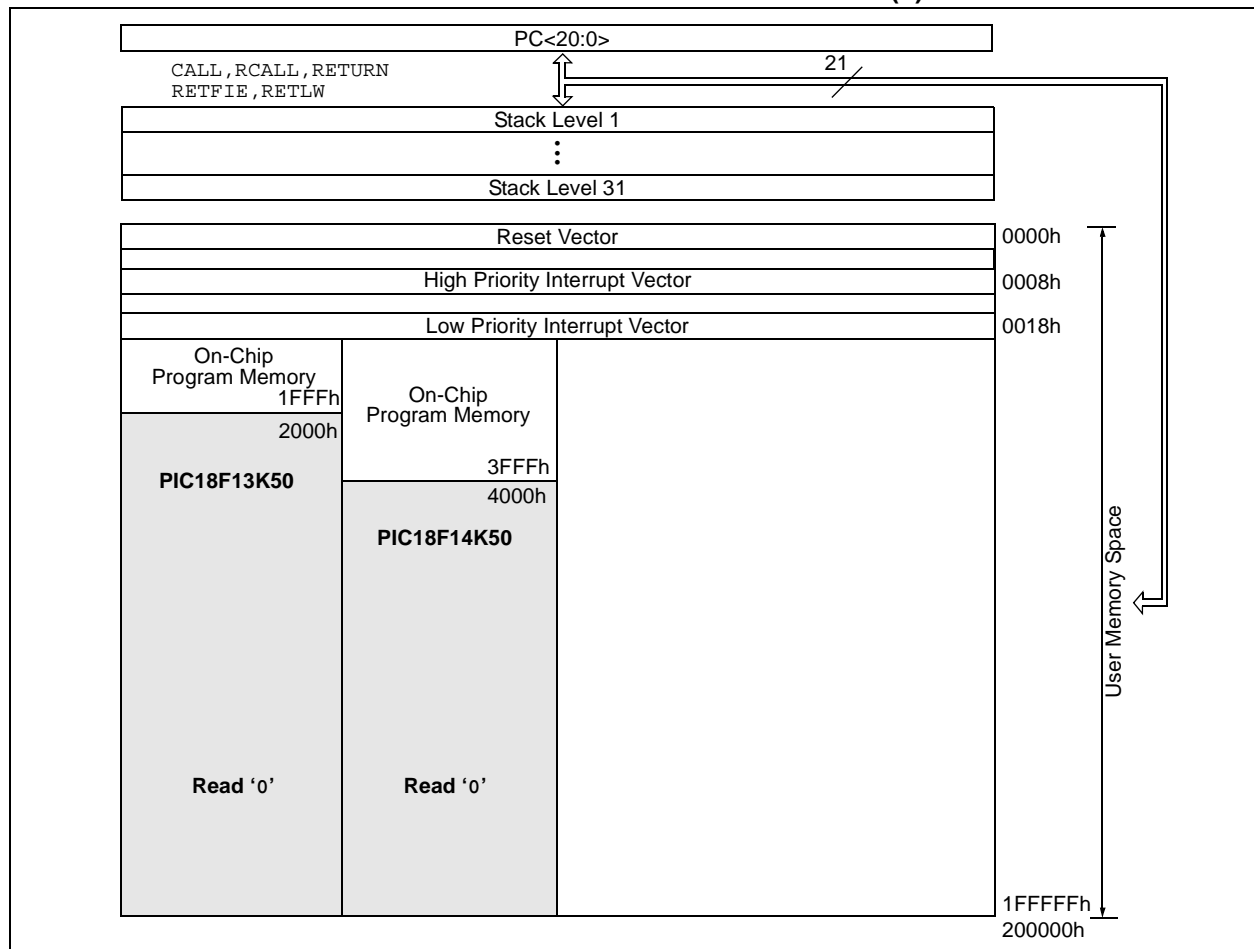 PC<20:0>
21
CALL,RCALL,RETURN
RETFIE,RETLW
Stack Level 1
Stack Level 31
Reset Vector
0000h
High Priority Interrupt Vector
0008h
Low Priority Interrupt Vector
0018h
On-Chip
Program Memory
1FFFh
2000h
PIC18F13K50
Read ‘0’
On-Chip
Program Memory
3FFFh
4000h
PIC18F14K50
Read ‘0’
User Memory Space
1FFFFFh
200000h